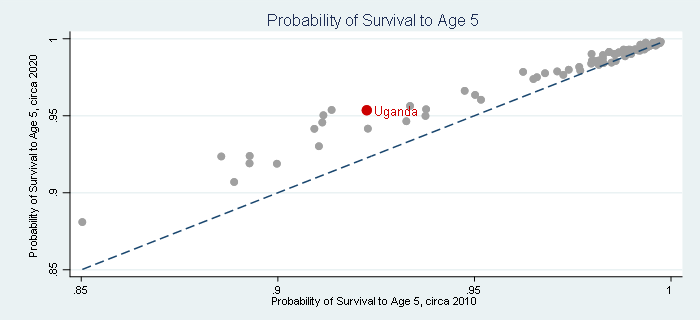 Probability of Survival to Age 5
Probability of Survival to Age 5, circa 2020
1
.95
.9
.85
Uganda
.85
.9
.95
1
Probability of Survival to Age 5, circa 2010